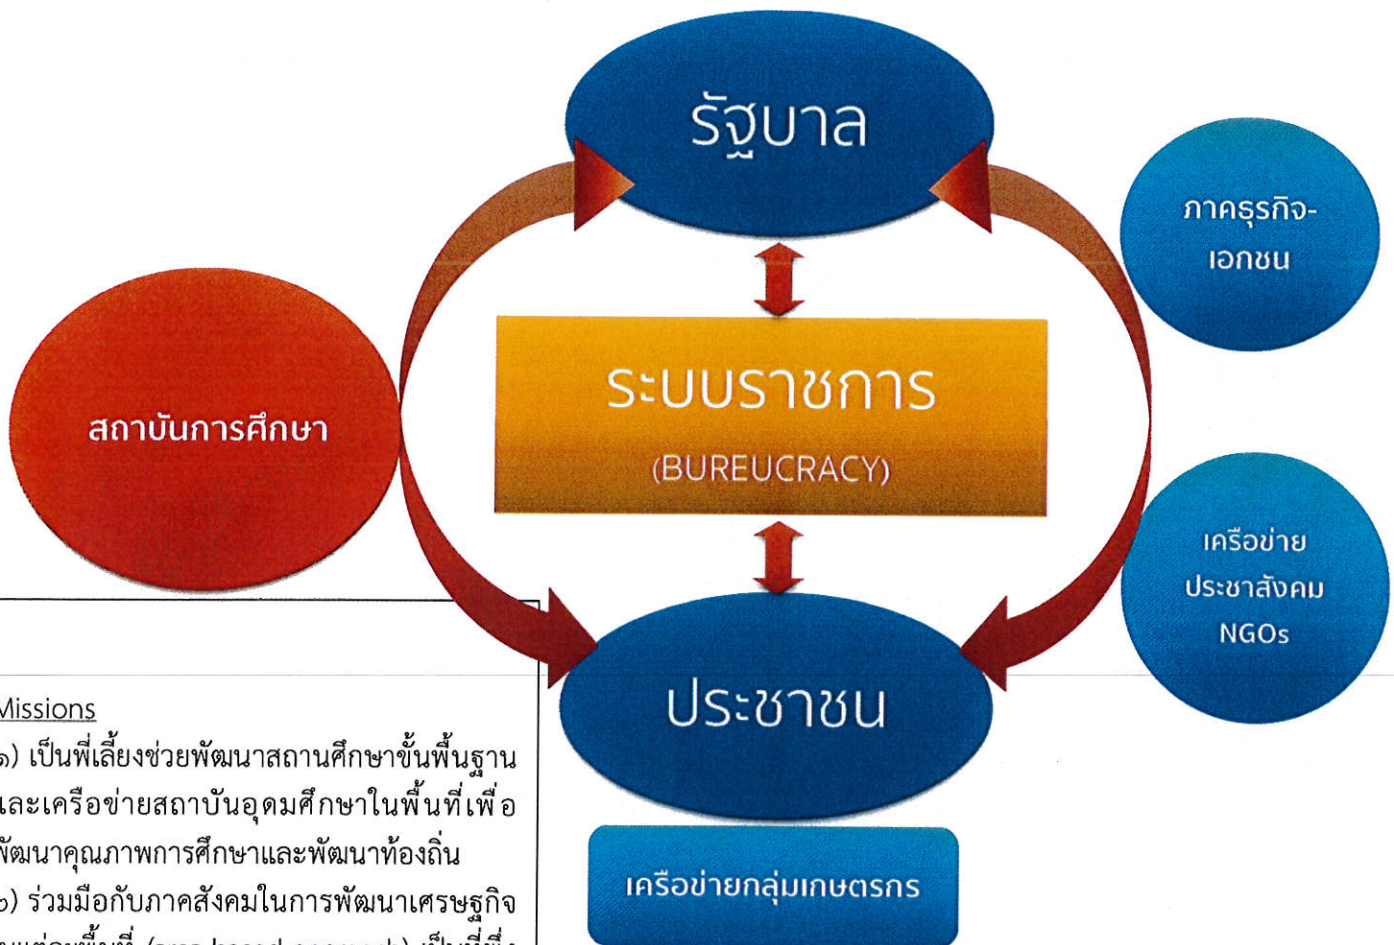 รัฐบาล
ภาคธุรกิจ-
เอกชน
สถาบันการศึกษา
ระบบราชการ
(BUREUCRACY)
เครือข่าย
ประชาสังคม
NGOs
ประชาชน
เครือข่ายกลุ่มเกษตรกร
Missions
๑) เป็นพี่เลี้ยงช่วยพัฒนาสถานศึกษาขั้นพื้นฐาน
และเครือข่ายสถาบันอุดมศึกษาในพื้นที่เพื่อ
พัฒนาคุณภาพการศึกษาและพัฒนาท้องถิ่น
๒) ร่วมมือกับภาคสังคมในการพัฒนาเศรษฐกิจ